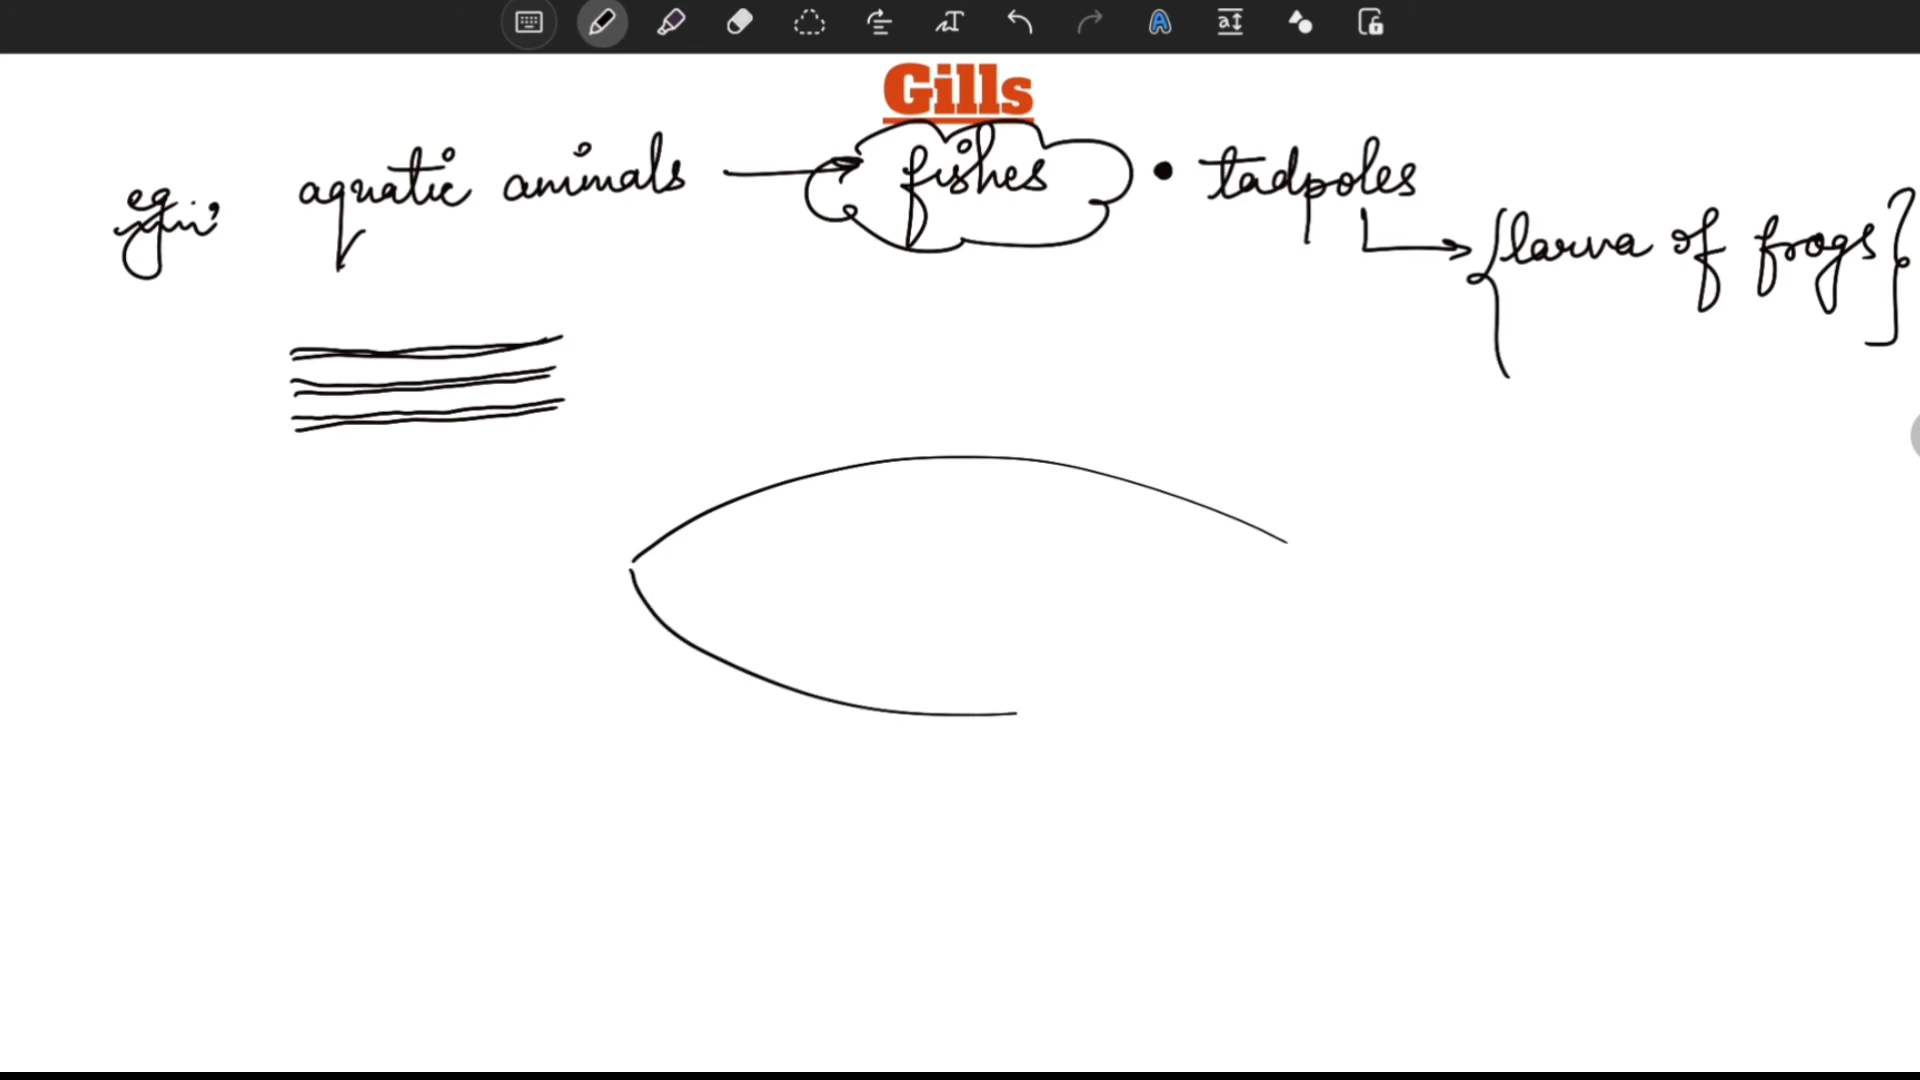 Gills
eg:, aquatic animals → fishes • tadpoles
{larva of frogs}